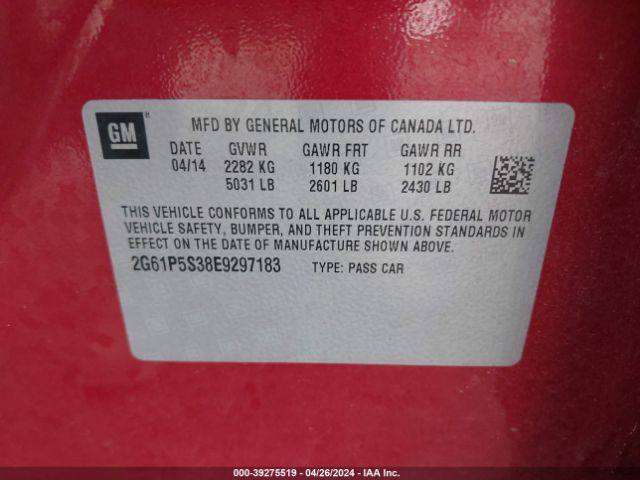 GM ®
MFD BY GENERAL MOTORS OF CANADA LTD.
DATE GVWR GAWR FRT GAWR RR
04/14 2282 KG 1180 KG 1102 KG
5031 LB 2601 LB 2430 LB
THIS VEHICLE CONFORMS TO ALL APPLICABLE U.S. FEDERAL MOTOR
VEHICLE SAFETY, BUMPER, AND THEFT PREVENTION STANDARDS IN
EFFECT ON THE DATE OF MANUFACTURE SHOWN ABOVE.
2G61P5S38E9297183 TYPE: PASS CAR
000-39275519 - 04/26/2024 - IAA Inc.